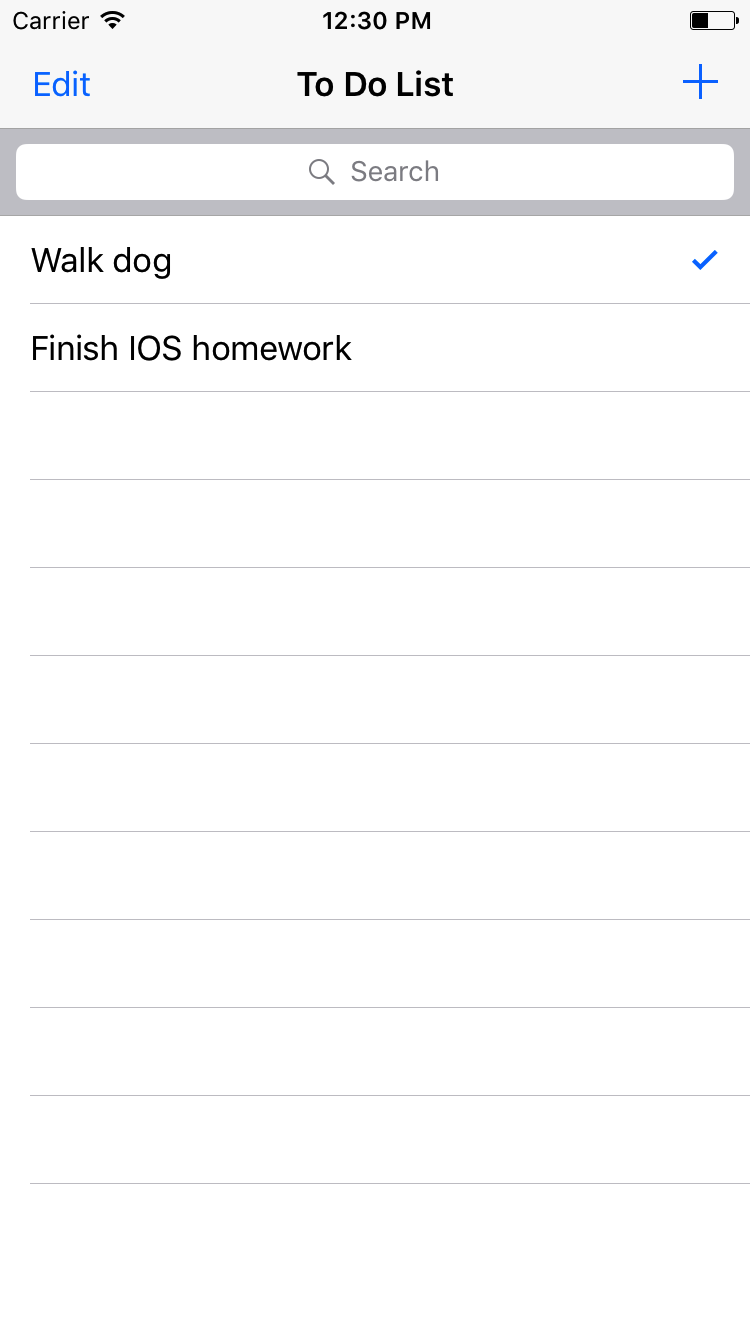 Carrier 12:30 PM
Edit To Do List
Search
Walk dog
Finish IOS homework